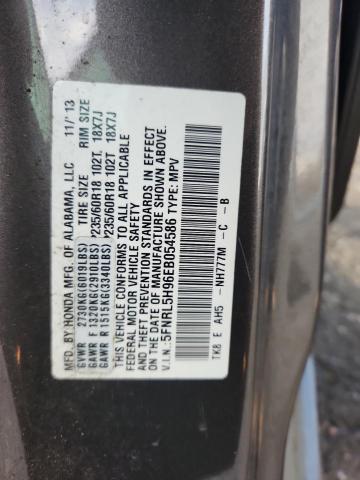 MFD. BY HONDA MFG. OF ALABAMA, LLC 11/'13
GVWR 2730KG(6019LBS) TIRE SIZE RIM SIZE
GAWR F 1320KG(2910LBS) P235/60R18 102T 18X7J
GAWR R 1515KG(3340LBS) P235/60R18 102T 18X7J
THIS VEHICLE CONFORMS TO ALL APPLICABLE
FEDERAL MOTOR VEHICLE SAFETY
AND THEFT PREVENTION STANDARDS IN EFFECT
ON THE DATE OF MANUFACTURE SHOWN ABOVE.
V.I.N.: 5FNRL5H96EB054586 TYPE: MPV
TK8 E AH5 - NH777M - C - B